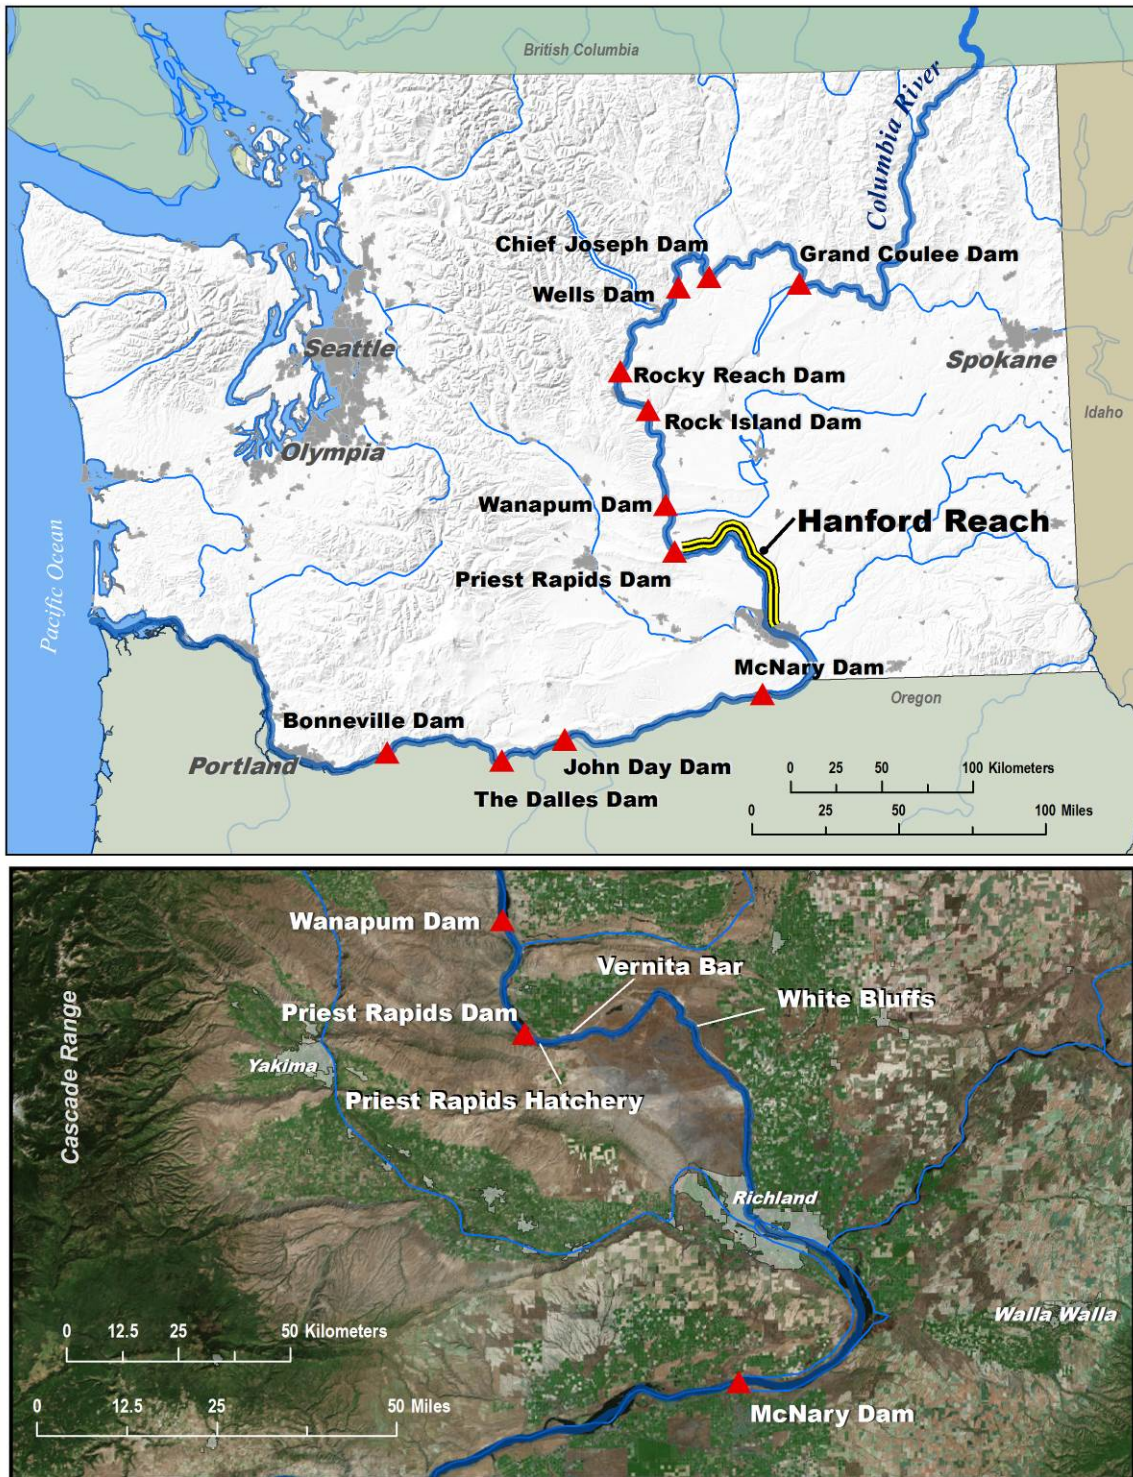 British Columbia
Columbia River
Chief Joseph Dam
Grand Coulee Dam
Wells Dam
Seattle
Spokane
Rocky Reach Dam
Idaho
Rock Island Dam
Olympia
Wanapum Dam
Hanford Reach
Pacific Ocean
Priest Rapids Dam
McNary Dam
Oregon
Bonneville Dam
Portland
John Day Dam
The Dalles Dam
0 25 50 100 Kilometers
0 25 50 100 Miles
Wanapum Dam
Vernita Bar
White Bluffs
Priest Rapids Dam
Cascade Range
Yakima
Priest Rapids Hatchery
Richland
Walla Walla
0 12.5 25 50 Kilometers
0 12.5 25 50 Miles
McNary Dam